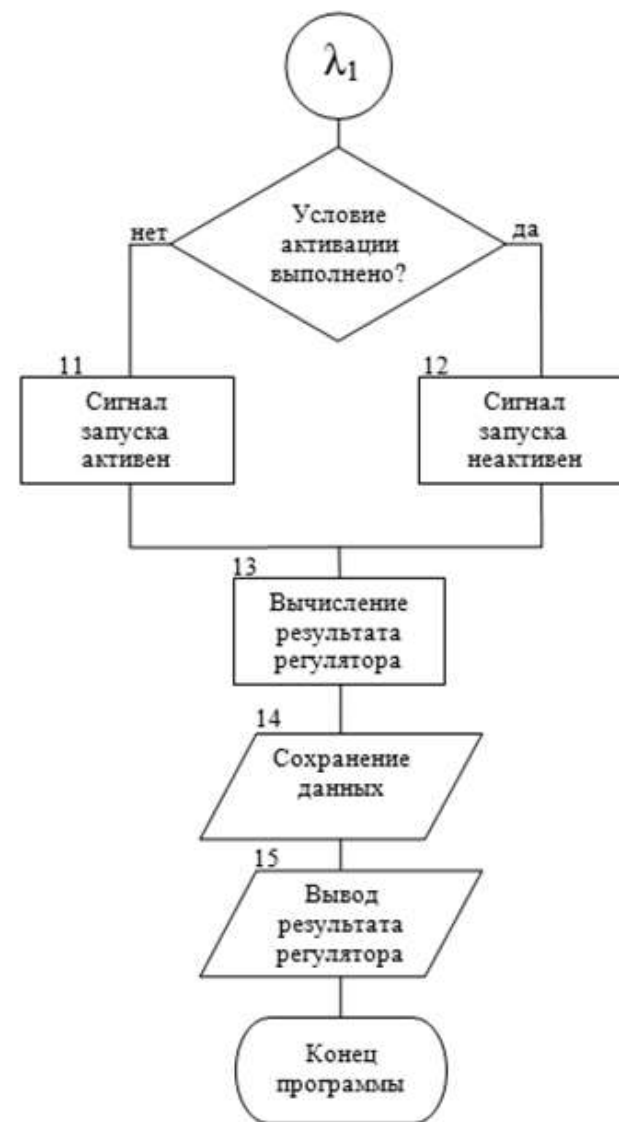 λ1
Условие
активации
выполнено?
нет
да
11
Сигнал
запуска
активен
12
Сигнал
запуска
неактивен
13
Вычисление
результата
регулятора
14
Сохранение
данных
15
Вывод
результата
регулятора
Конец
программы